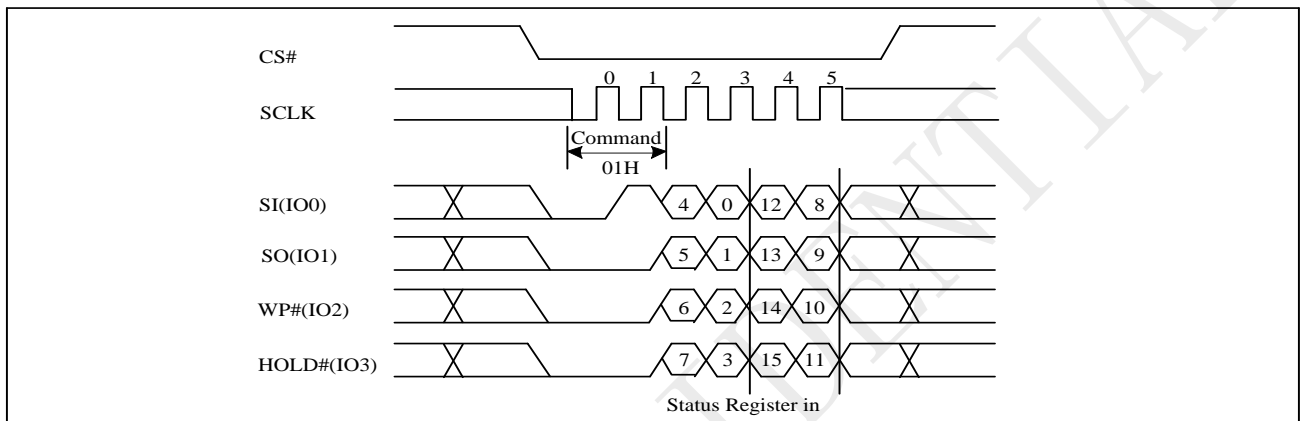 CS#
0 1 2 3 4 5
SCLK
Command
01H
SI(IO0) 4 0 12 8
SO(IO1) 5 1 13 9
WP#(IO2) 6 2 14 10
HOLD#(IO3) 7 3 15 11
Status Register in